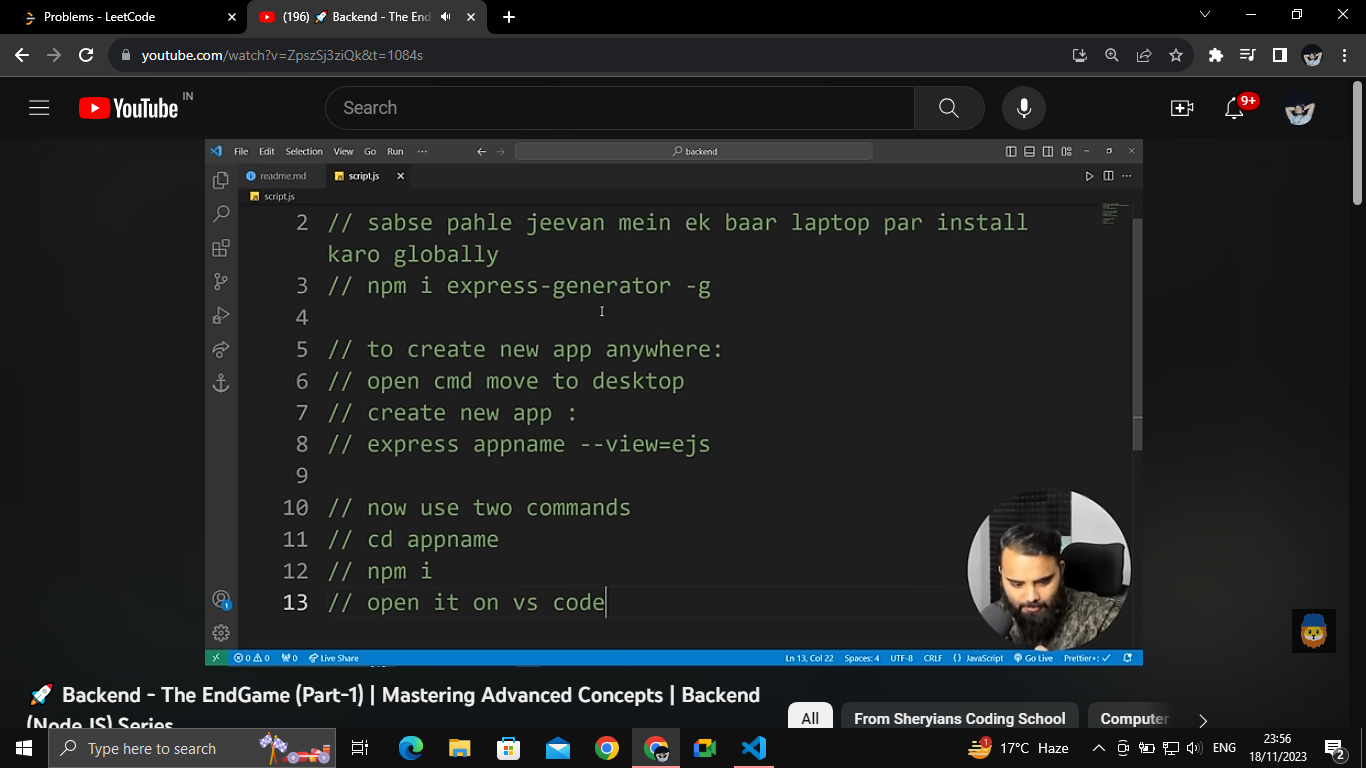 Problems - LeetCode
(196) 🚀 Backend - The End
youtube.com/watch?v=ZpszSj3ziQk&t=1084s
YouTube IN
Search
9+
File Edit Selection View Go Run ···
backend
readme.md
script.js
script.js
2 // sabse pahle jeevan mein ek baar laptop par install
karo globally
3 // npm i express-generator -g
4
5 // to create new app anywhere:
6 // open cmd move to desktop
7 // create new app :
8 // express appname --view=ejs
9
10 // now use two commands
11 // cd appname
12 // npm i
13 // open it on vs code
1
0 0 0 Live Share Ln 13, Col 22 Spaces: 4 UTF-8 CRLF {} JavaScript Go Live Prettier+: ✓
🚀 Backend - The EndGame (Part-1) | Mastering Advanced Concepts | Backend
(Node JS) Series
All From Sheryians Coding School Computer
Type here to search
1
17°C Haze
ENG
23:56
18/11/2023
2